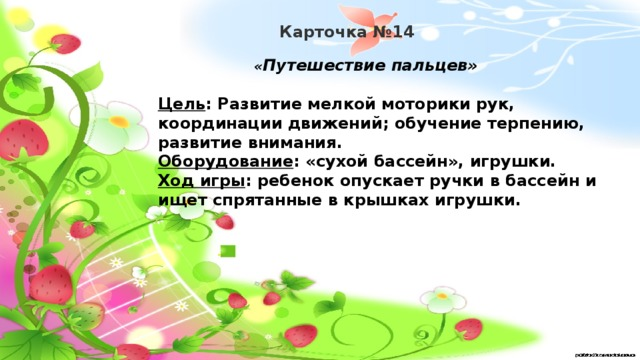 Карточка №14
«Путешествие пальцев»
Цель: Развитие мелкой моторики рук,
координации движений; обучение терпению,
развитие внимания.
Оборудование: «сухой бассейн», игрушки.
Ход игры: ребенок опускает ручки в бассейн и
ищет спрятанные в крышках игрушки.